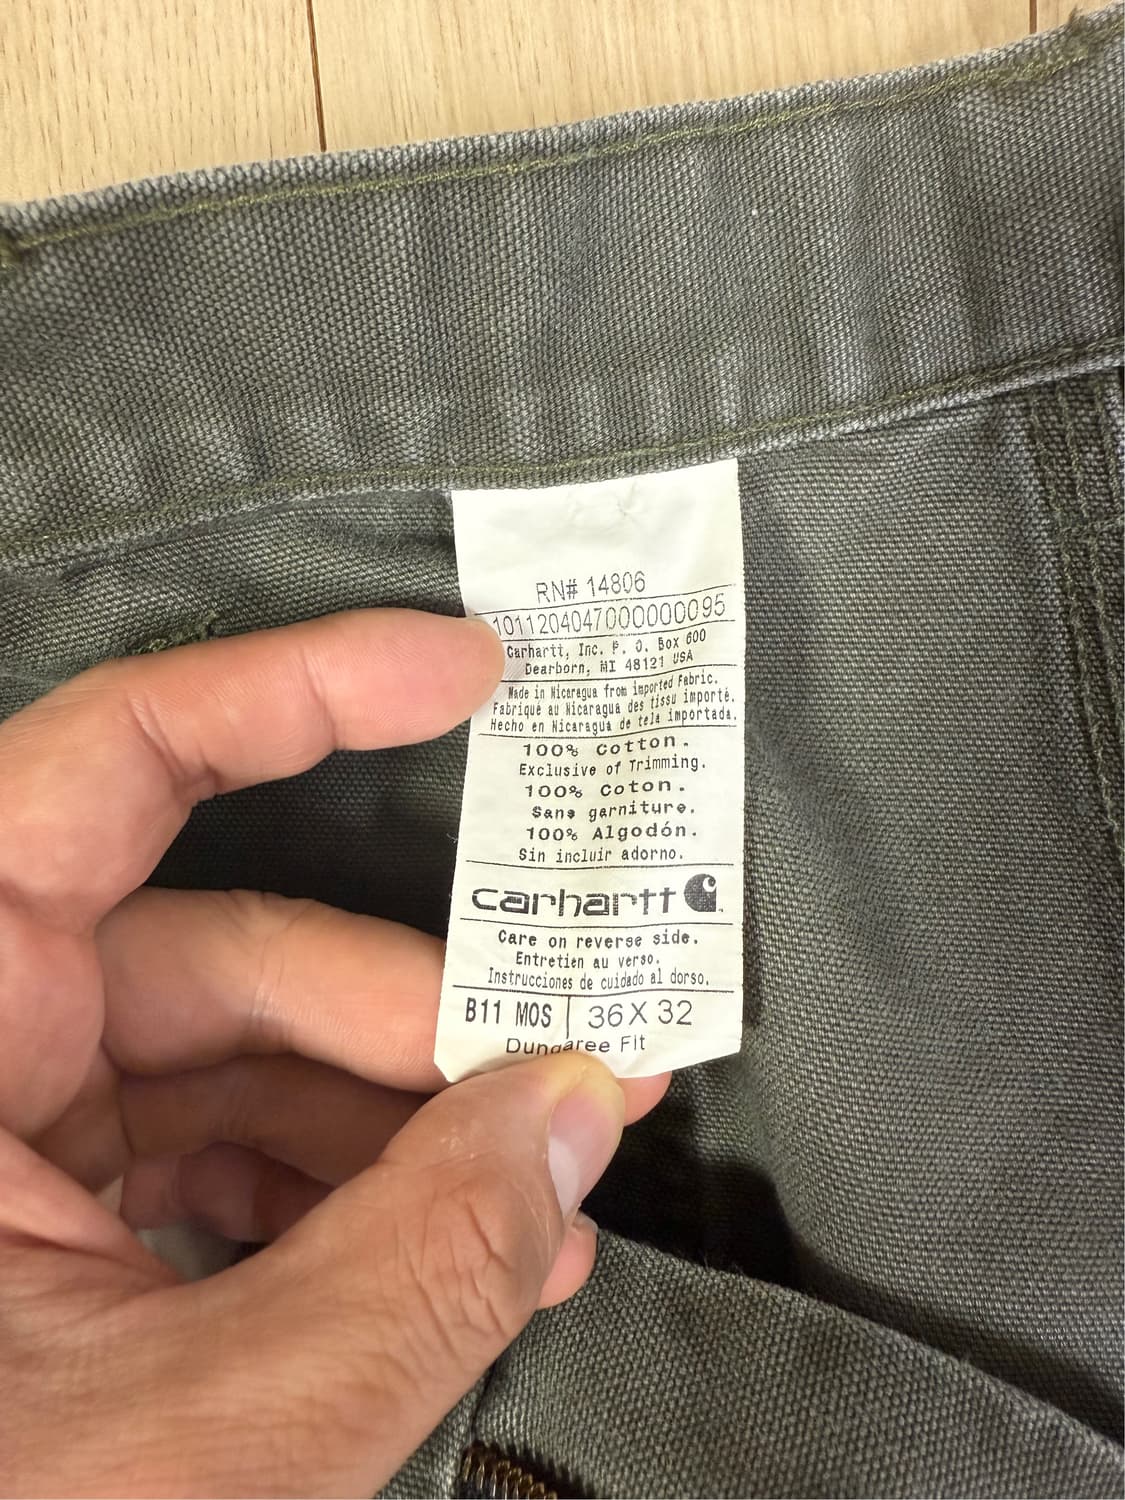 RN# 14806
1011204047000000095
Carhartt, Inc. P. O. Box 600
Dearborn, MI 48121 USA
Made in Nicaragua from imported Fabric.
Fabriqué au Nicaragua des tissu importé.
Hecho en Nicaragua de tela importada.
100% Cotton.
Exclusive of Trimming.
100% Coton.
Sans garniture.
100% Algodón.
Sin incluir adorno.
carhartt
Care on reverse side.
Entretien au verso.
Instrucciones de cuidado al dorso.
B11 MOS 36 X 32
Dungaree Fit